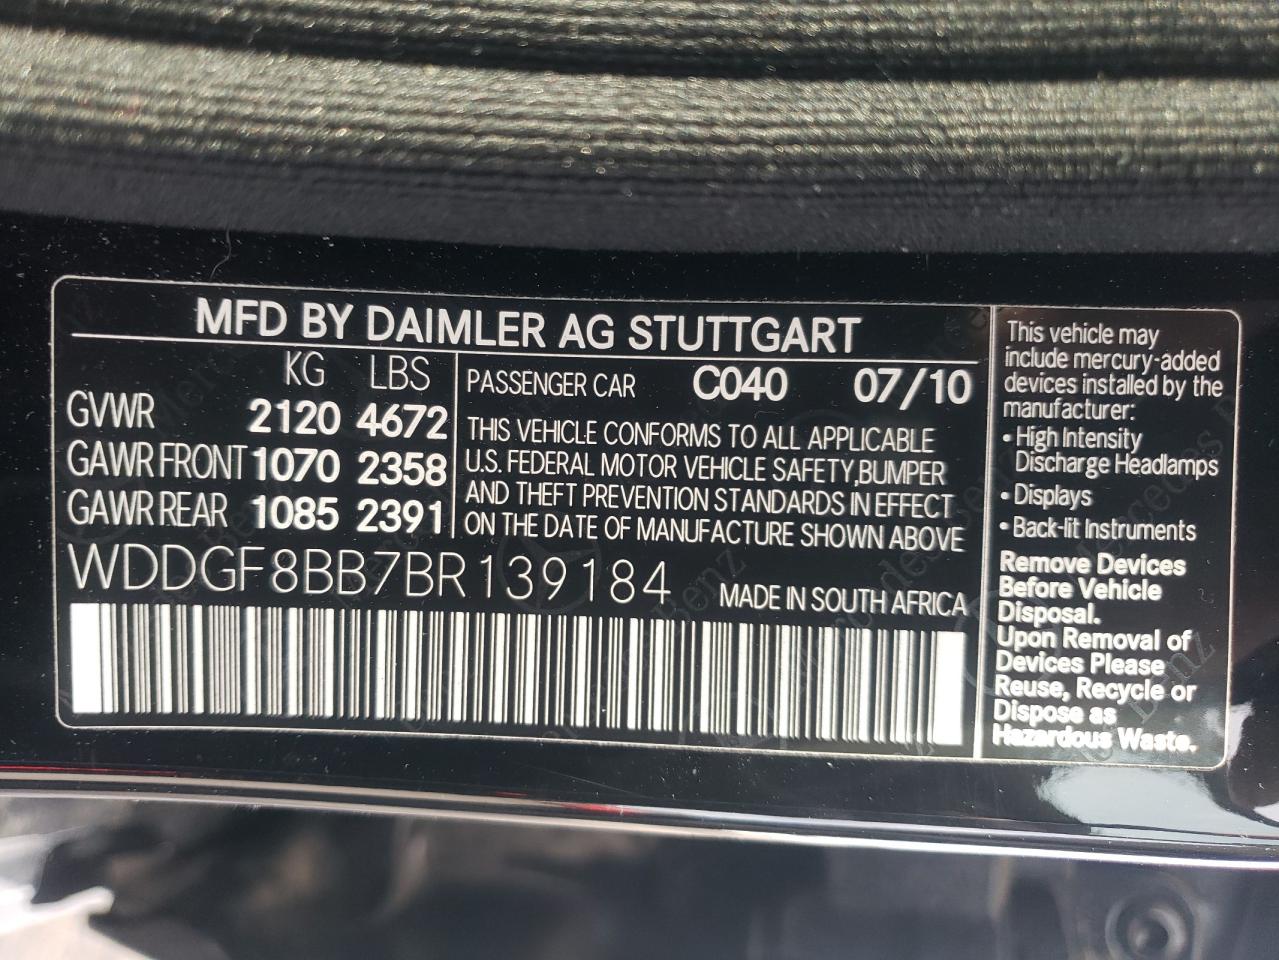 MFD BY DAIMLER AG STUTTGART
KG LBS
GVWR 2120 4672
GAWR FRONT 1070 2358
GAWR REAR 1085 2391
PASSENGER CAR C040 07/10
THIS VEHICLE CONFORMS TO ALL APPLICABLE
U.S. FEDERAL MOTOR VEHICLE SAFETY,BUMPER
AND THEFT PREVENTION STANDARDS IN EFFECT
ON THE DATE OF MANUFACTURE SHOWN ABOVE
WDDGF8BB7BR139184
MADE IN SOUTH AFRICA
This vehicle may
include mercury-added
devices installed by the
manufacturer:
• High Intensity
Discharge Headlamps
• Displays
• Back-lit Instruments
Remove Devices
Before Vehicle
Disposal.
Upon Removal of
Devices Please
Reuse, Recycle or
Dispose as
Hazardous Waste.